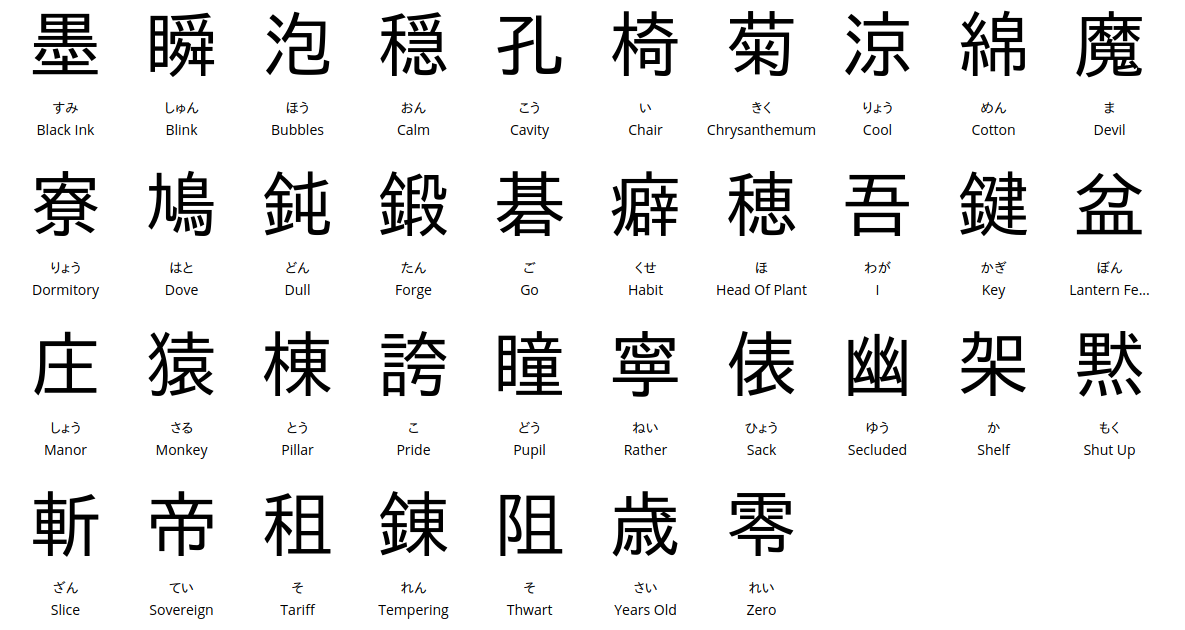 墨 瞬 泡 穏 孔 椅 菊 涼 綿 魔
すみ しゅん ほう おん こう い きく りょう めん ま
Black Ink Blink Bubbles Calm Cavity Chair Chrysanthemum Cool Cotton Devil
寮 鳩 鈍 鍛 碁 癖 穂 吾 鍵 盆
りょう はと どん たん ご くせ ほ わが かぎ ぼん
Dormitory Dove Dull Forge Go Habit Head Of Plant I Key Lantern Fe...
庄 猿 棟 誇 瞳 寧 俵 幽 架 黙
しょう さる とう こ どう ねい ひょう ゆう か もく
Manor Monkey Pillar Pride Pupil Rather Sack Secluded Shelf Shut Up
斬 帝 租 錬 阻 歳 零
ざん てい そ れん そ さい れい
Slice Sovereign Tariff Tempering Thwart Years Old Zero